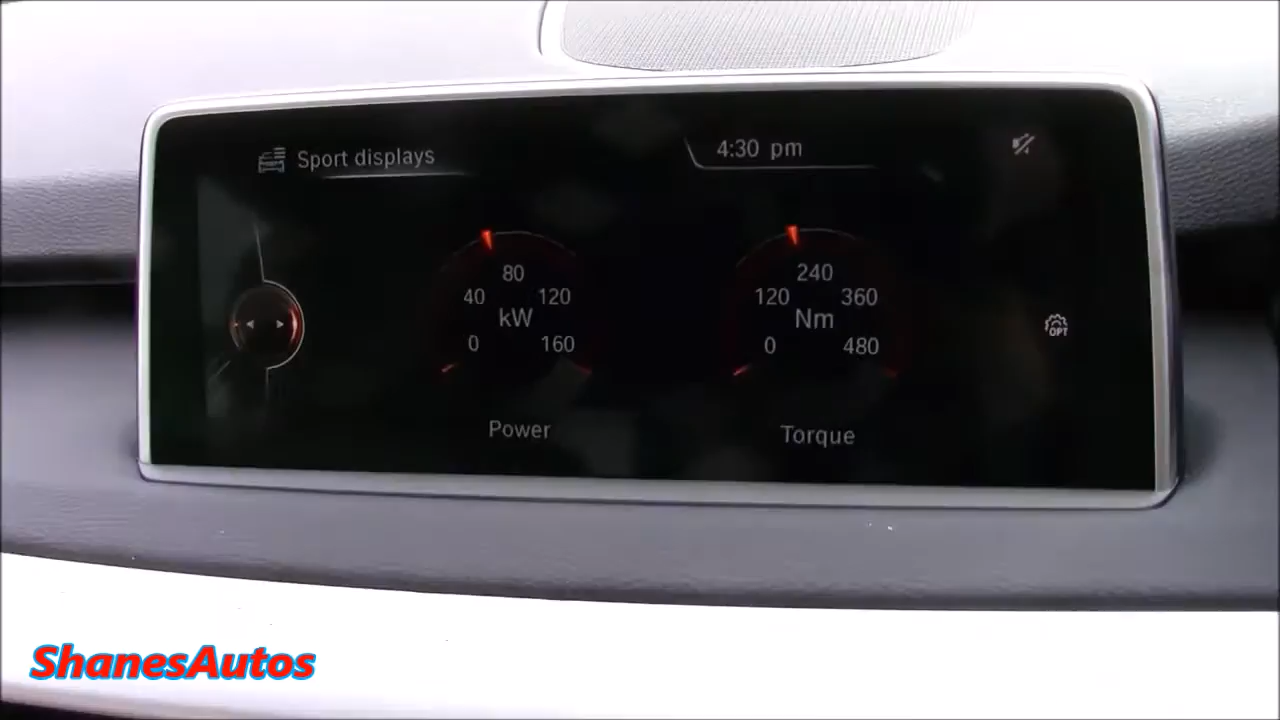 Sport displays
4:30 pm
80
40
120
kW
0
160
Power
240
120
360
Nm
0
480
Torque
OPT
ShanesAutos